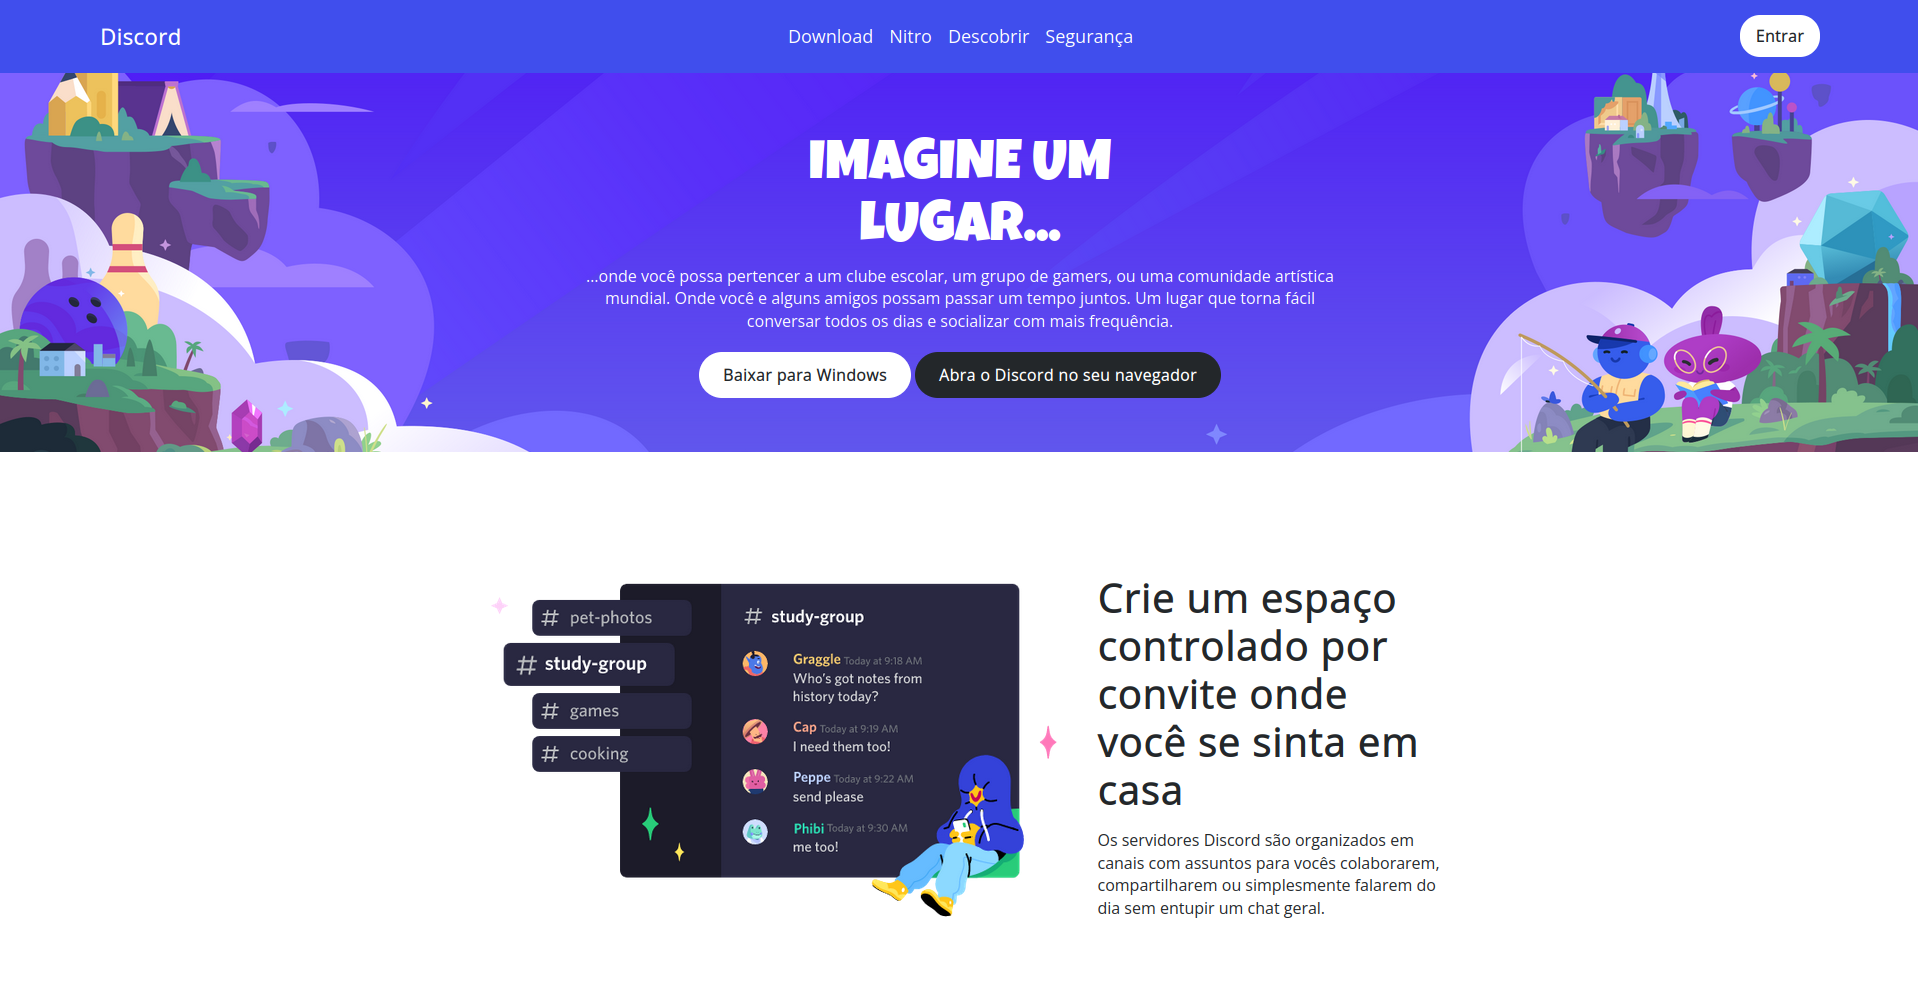 Discord
Download Nitro Descobrir Segurança
Entrar
IMAGINE UM
LUGAR...
...onde você possa pertencer a um clube escolar, um grupo de gamers, ou uma comunidade artística
mundial. Onde você e alguns amigos possam passar um tempo juntos. Um lugar que torna fácil
conversar todos os dias e socializar com mais frequência.
Baixar para Windows
Abra o Discord no seu navegador
# pet-photos
# study-group
# games
# cooking
# study-group
Graggle Today at 9:18 AM
Who's got notes from
history today?
Cap Today at 9:19 AM
I need them too!
Peppe Today at 9:22 AM
send please
Phibi Today at 9:30 AM
me too!
Crie um espaço
controlado por
convite onde
você se sinta em
casa
Os servidores Discord são organizados em
canais com assuntos para vocês colaborarem,
compartilharem ou simplesmente falarem do
dia sem entupir um chat geral.